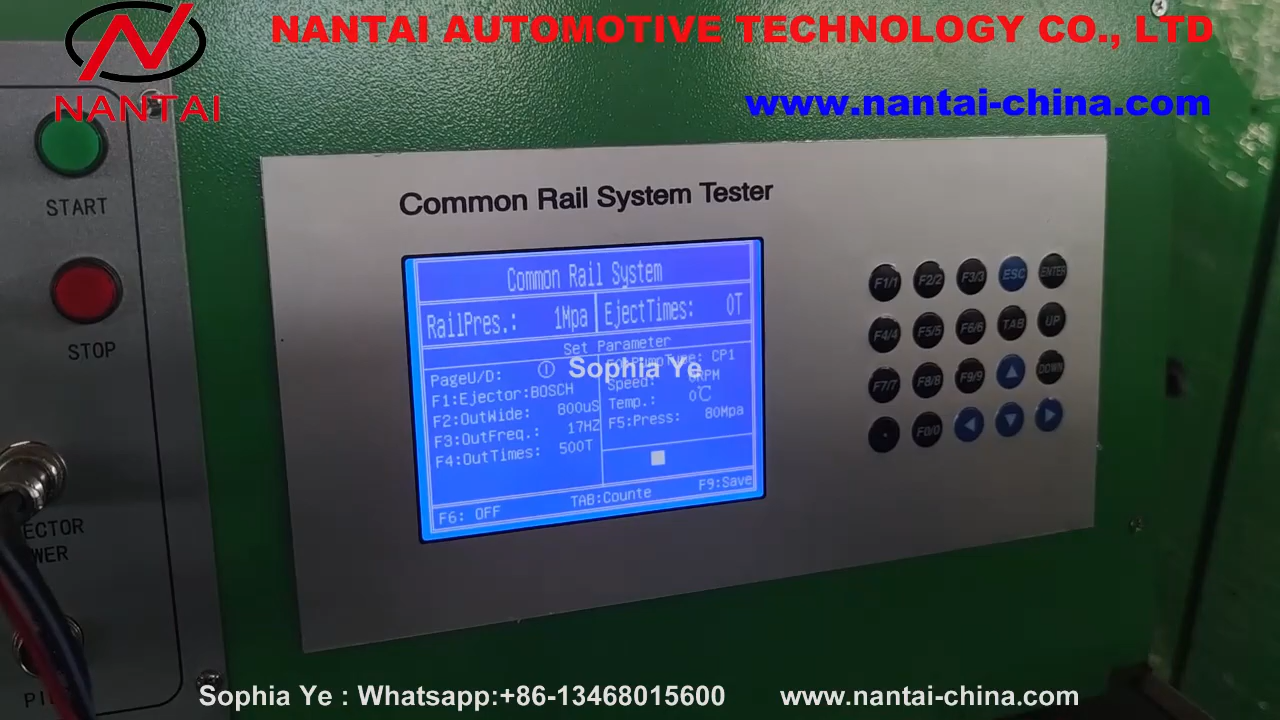 NANTAI AUTOMOTIVE TECHNOLOGY CO., LTD
NANTAI
www.nantai-china.com
START
STOP
Common Rail System Tester
Common Rail System
RailPres.: 1Mpa
EjectTimes: 0T
Set Parameter
PageU/D:
F1:Ejector:BOSCH
F2:OutWide: 800uS
F3:OutFreq.: 17HZ
F4:OutTimes: 500T
PumpType: CP1
Speed: 0RPM
Temp.: 0℃
F5:Press: 80Mpa
F6: OFF
TAB:Counte
F9:Save
Sophia Ye
F1/1 F2/2 F3/3 ESC ENTER
F4/4 F5/5 F6/6 TAB UP
F7/7 F8/8 F9/9 ▲ DOWN
. F0/0 ◀ ▼ ▶
ECTOR
WER
Sophia Ye : Whatsapp:+86-13468015600
www.nantai-china.com